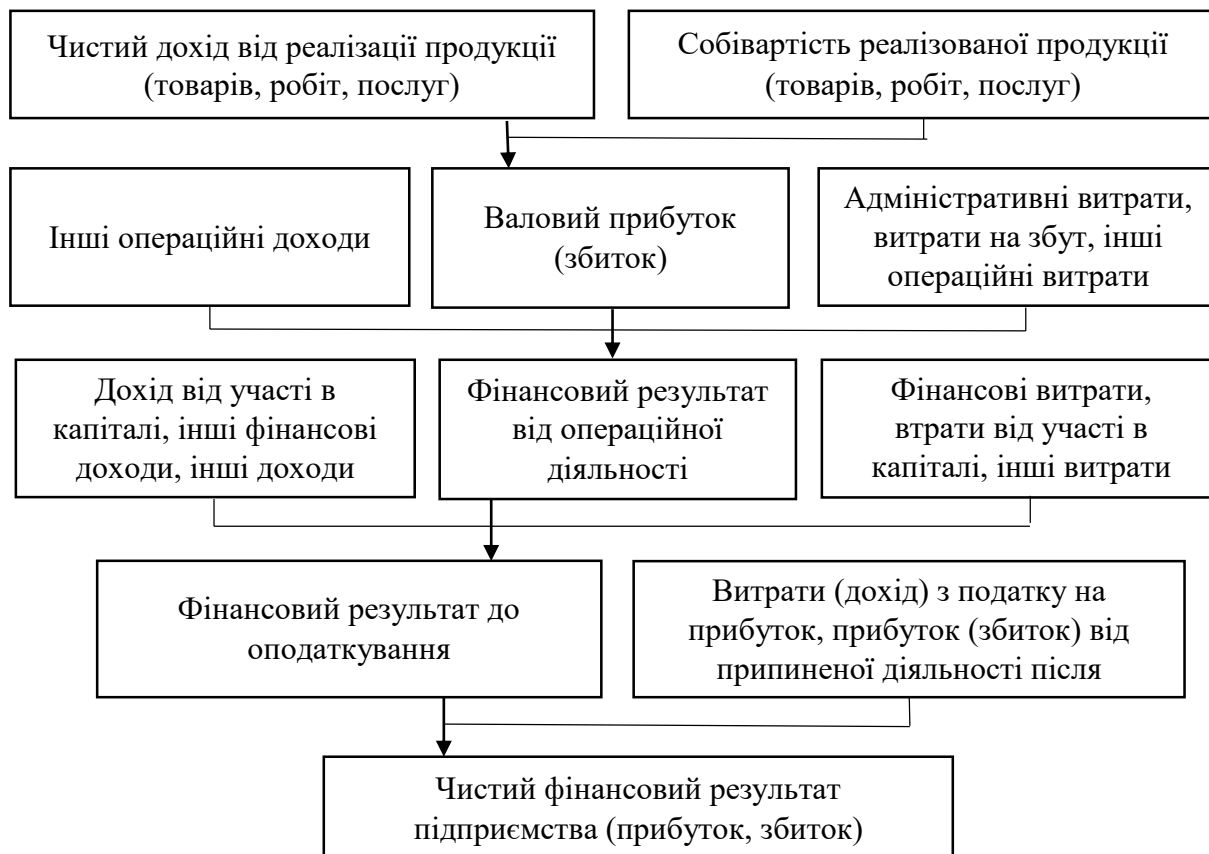 Чистий дохід від реалізації продукції
(товарів, робіт, послуг)
Собівартість реалізованої продукції
(товарів, робіт, послуг)
Інші операційні доходи
Валовий прибуток
(збиток)
Адміністративні витрати,
витрати на збут, інші
операційні витрати
Дохід від участі в
капіталі, інші фінансові
доходи, інші доходи
Фінансовий результат
від операційної
діяльності
Фінансові витрати,
втрати від участі в
капіталі, інші витрати
Фінансовий результат до
оподаткування
Витрати (дохід) з податку на
прибуток, прибуток (збиток) від
припиненої діяльності після
Чистий фінансовий результат
підприємства (прибуток, збиток)